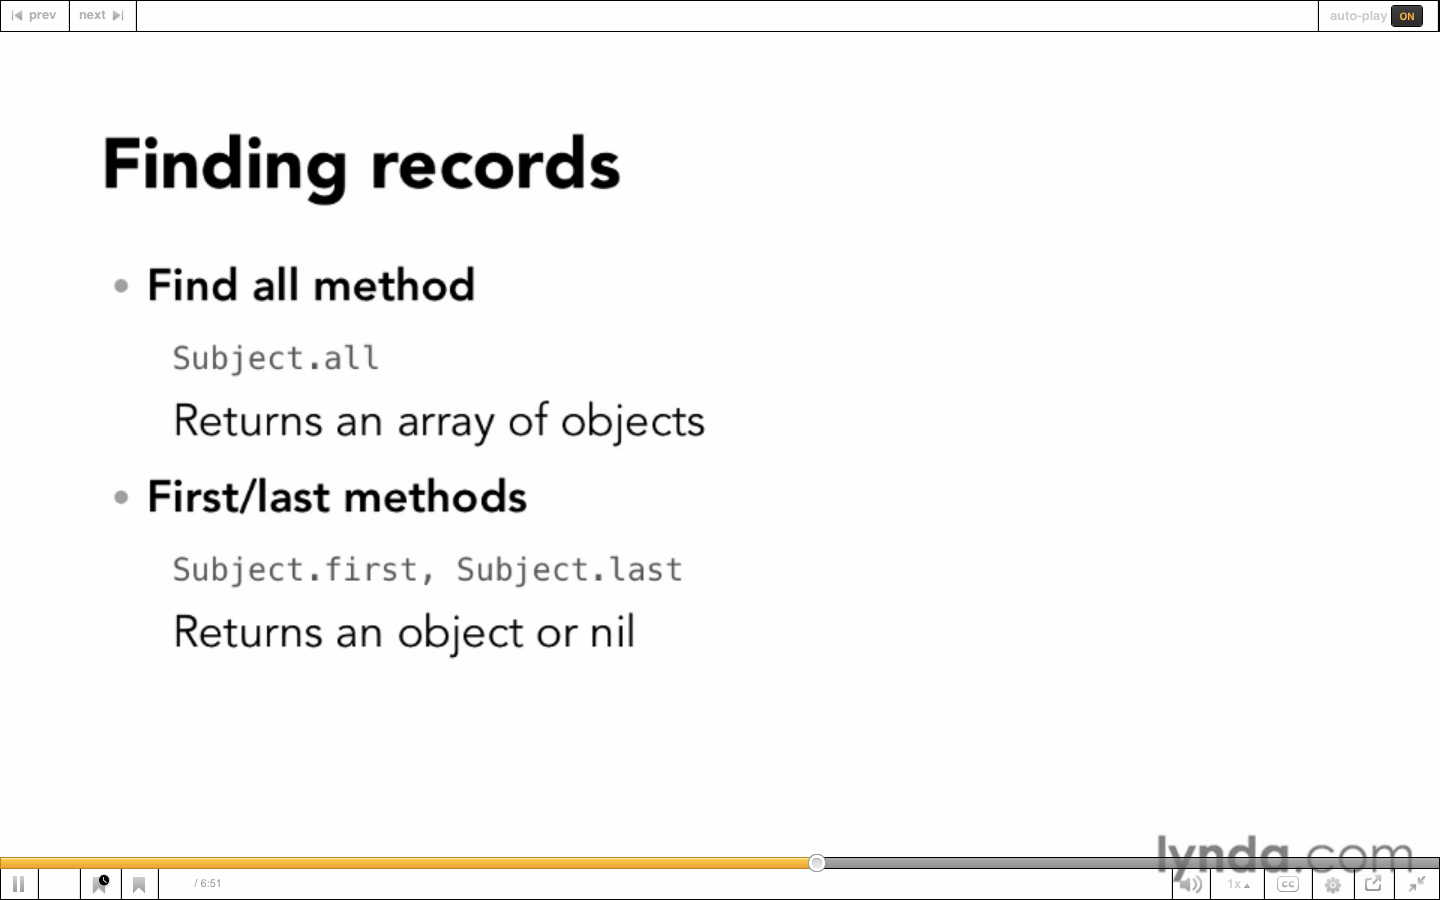 prev next auto-play ON
Finding records
• Find all method
Subject.all
Returns an array of objects
• First/last methods
Subject.first, Subject.last
Returns an object or nil
lynda.com
/ 6:51 1x CC